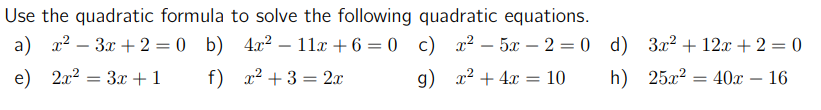 Use the quadratic formula to solve the following quadratic equations.
a) x² − 3x + 2 = 0 b) 4x² − 11x + 6 = 0 c) x² − 5x − 2 = 0 d) 3x² + 12x + 2 = 0
e) 2x² = 3x + 1 f) x² + 3 = 2x g) x² + 4x = 10 h) 25x² = 40x − 16